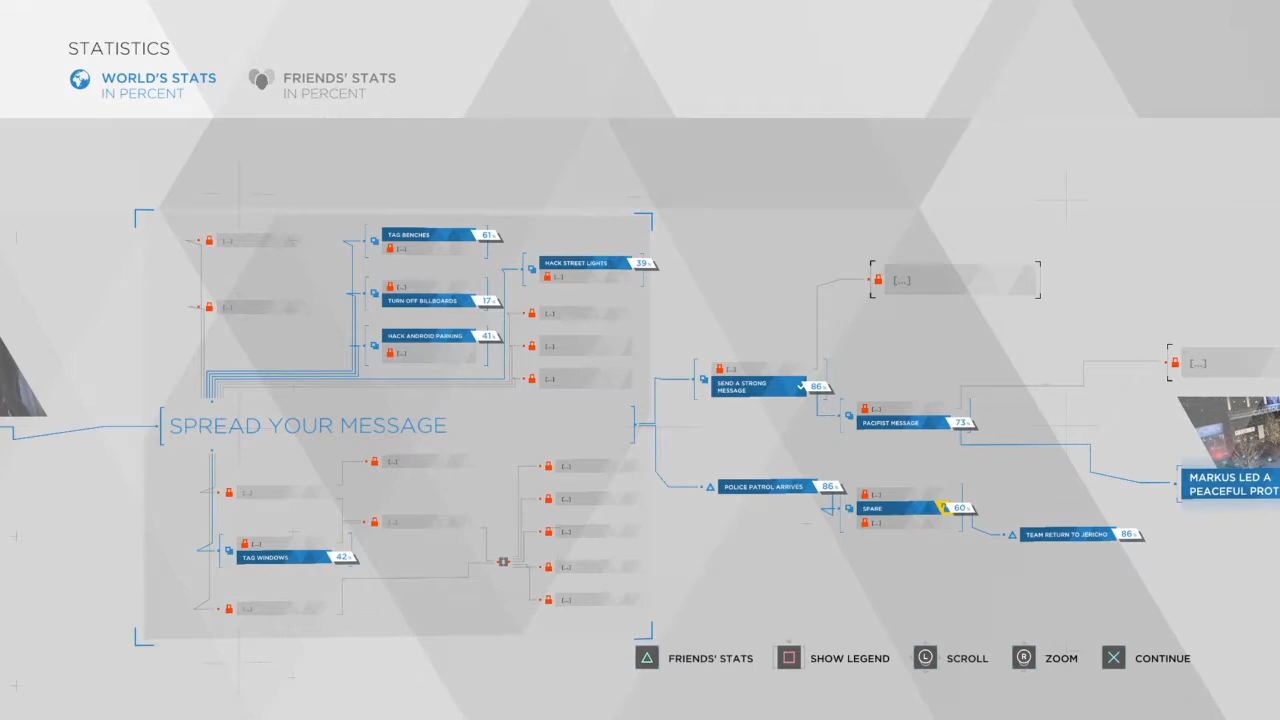 STATISTICS
WORLD'S STATS
IN PERCENT
FRIENDS' STATS
IN PERCENT
[...]
[...]
TAG BENCHES 61%
[...]
[...]
TURN OFF BILLBOARDS 17%
HACK ANDROID PARKING 41%
[...]
HACK STREET LIGHTS 39%
[...]
[...]
[...]
[...]
SPREAD YOUR MESSAGE
[...]
[...]
[...]
[...]
TAG WINDOWS 42%
[...]
[...]
[...]
[...]
[...]
[...]
[...]
[...]
SEND A STRONG
MESSAGE 86%
[...]
PACIFIST MESSAGE 73%
POLICE PATROL ARRIVES 86%
[...]
SPARE 60%
[...]
TEAM RETURN TO JERICHO 86%
[...]
MARKUS LED A
PEACEFUL PROT
FRIENDS' STATS
SHOW LEGEND
L SCROLL
R ZOOM
CONTINUE